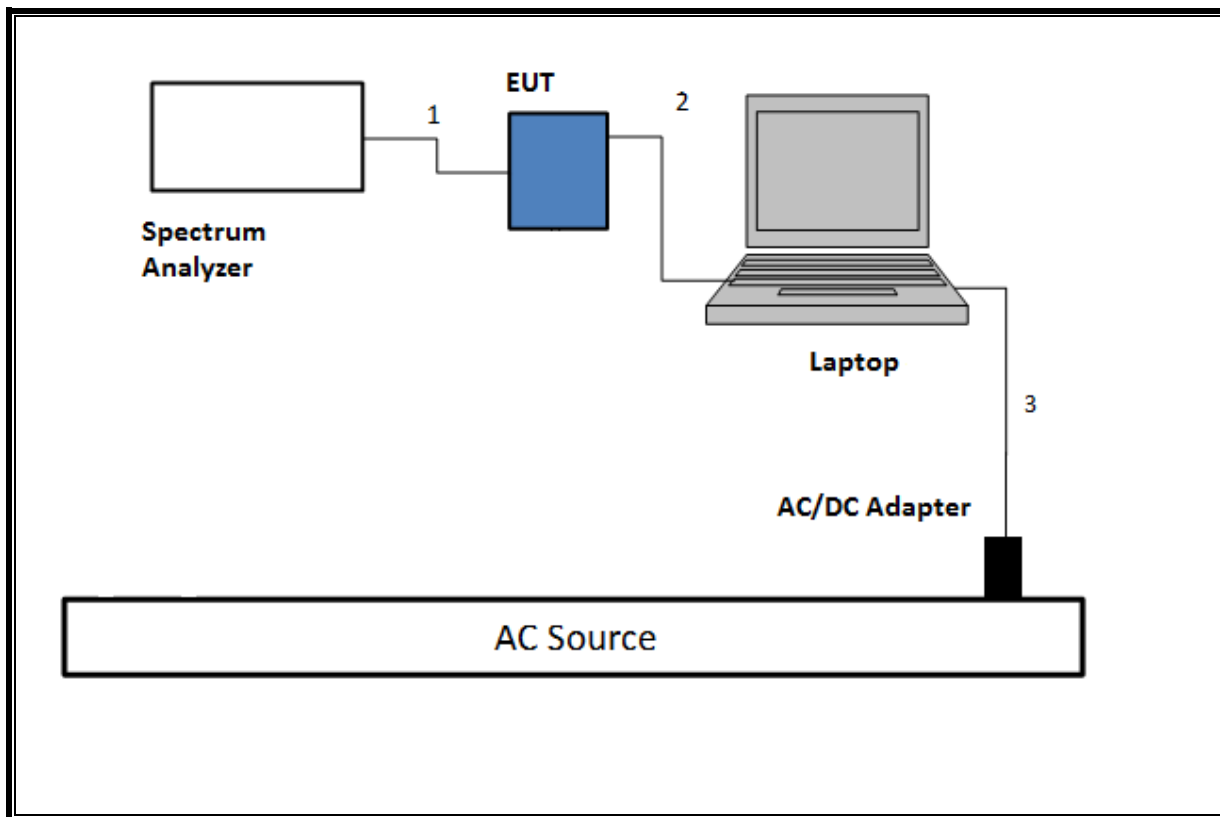 EUT
1
2
Spectrum
Analyzer
Laptop
3
AC/DC Adapter
AC Source